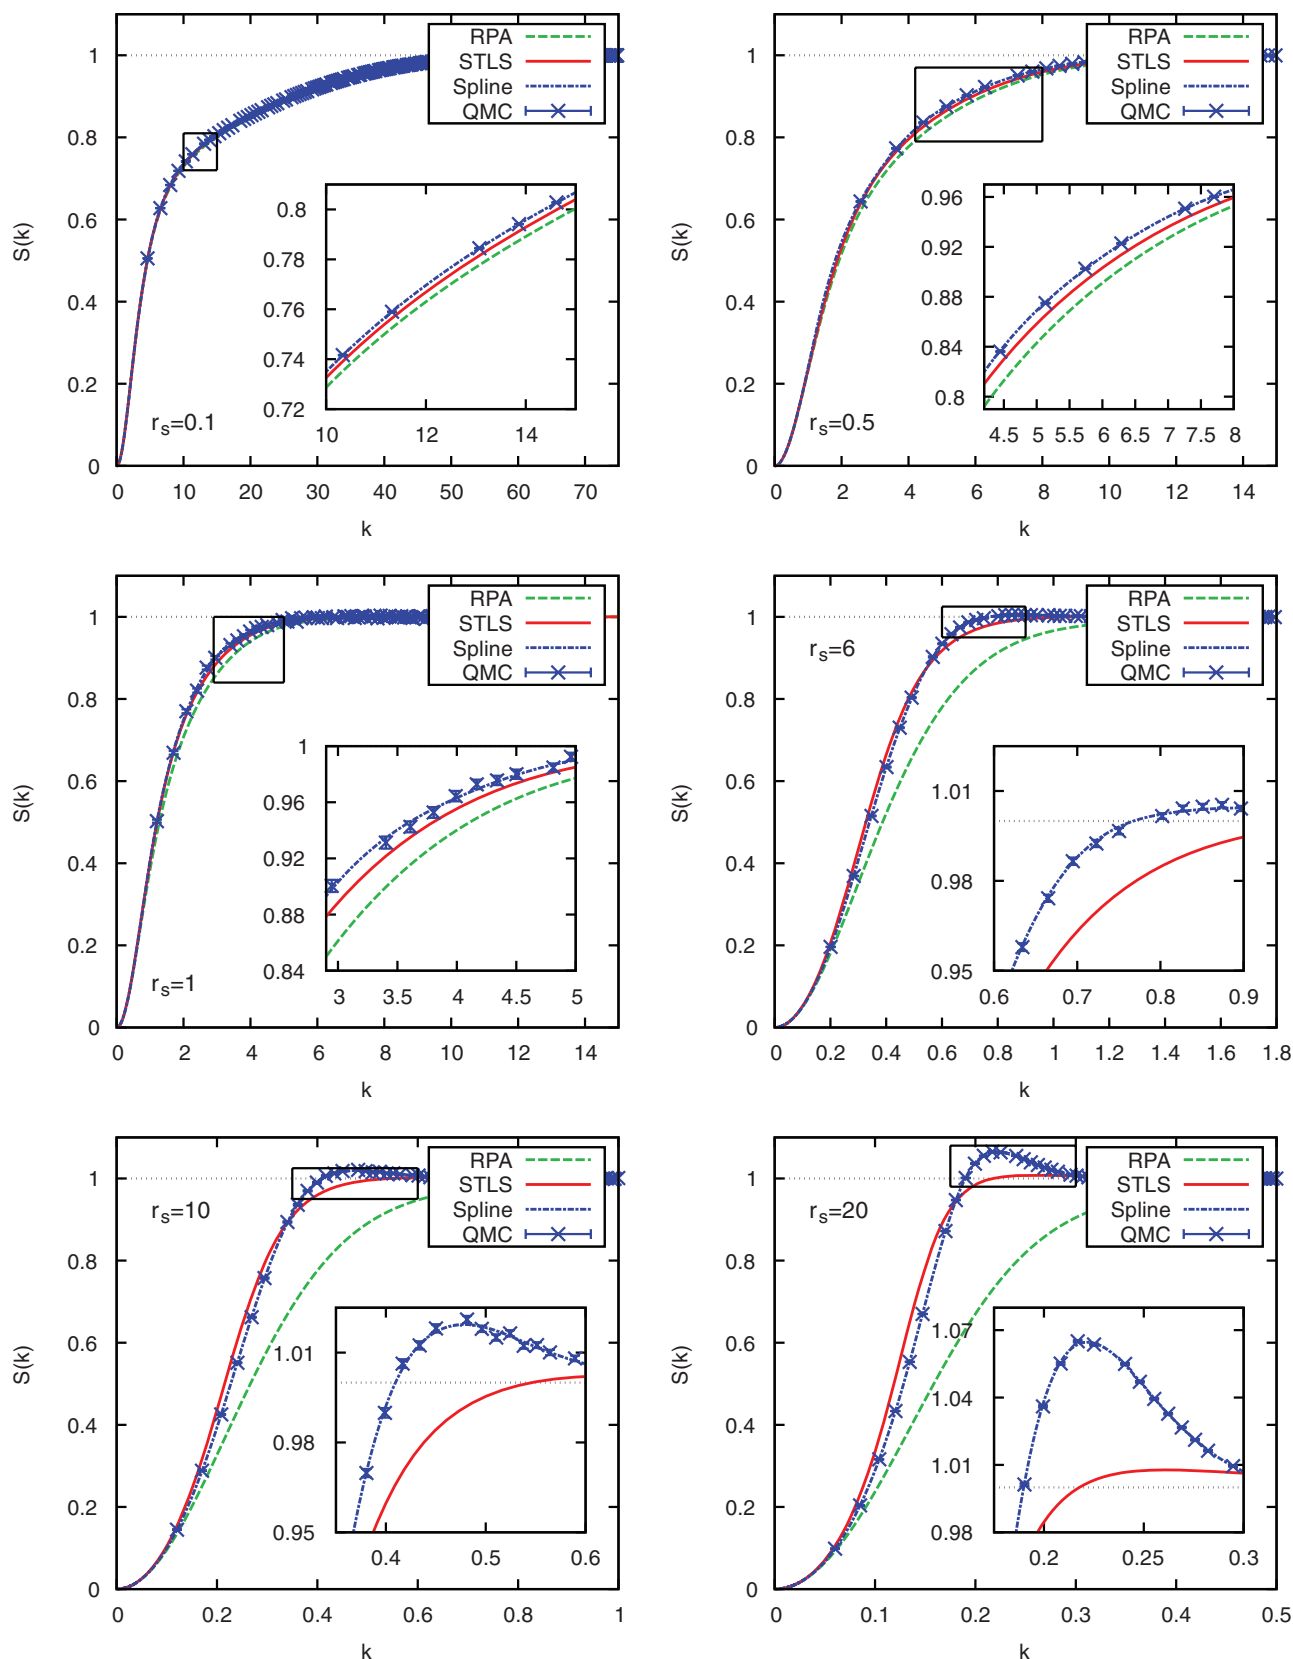 RPA
STLS
Spline
QMC
1
0.8
0.6
0.4
0.2
0
S(k)
0.8
0.78
0.76
0.74
0.72
10 12 14
r_s=0.1
0 10 20 30 40 50 60 70
k
RPA
STLS
Spline
QMC
1
0.8
0.6
0.4
0.2
0
S(k)
0.96
0.92
0.88
0.84
0.8
4.5 5 5.5 6 6.5 7 7.5 8
r_s=0.5
0 2 4 6 8 10 12 14
k
RPA
STLS
Spline
QMC
1
0.8
0.6
0.4
0.2
0
S(k)
1
0.96
0.92
0.88
0.84
3 3.5 4 4.5 5
r_s=1
0 2 4 6 8 10 12 14
k
RPA
STLS
Spline
QMC
r_s=6
1
0.8
0.6
0.4
0.2
0
S(k)
1.01
0.98
0.95
0.6 0.7 0.8 0.9
0 0.2 0.4 0.6 0.8 1 1.2 1.4 1.6 1.8
k
RPA
STLS
Spline
QMC
r_s=10
1
0.8
0.6
0.4
0.2
0
S(k)
1.01
0.98
0.95
0.4 0.5 0.6
0 0.2 0.4 0.6 0.8 1
k
RPA
STLS
Spline
QMC
r_s=20
1
0.8
0.6
0.4
0.2
0
S(k)
1.07
1.04
1.01
0.98
0.2 0.25 0.3
0 0.1 0.2 0.3 0.4 0.5
k